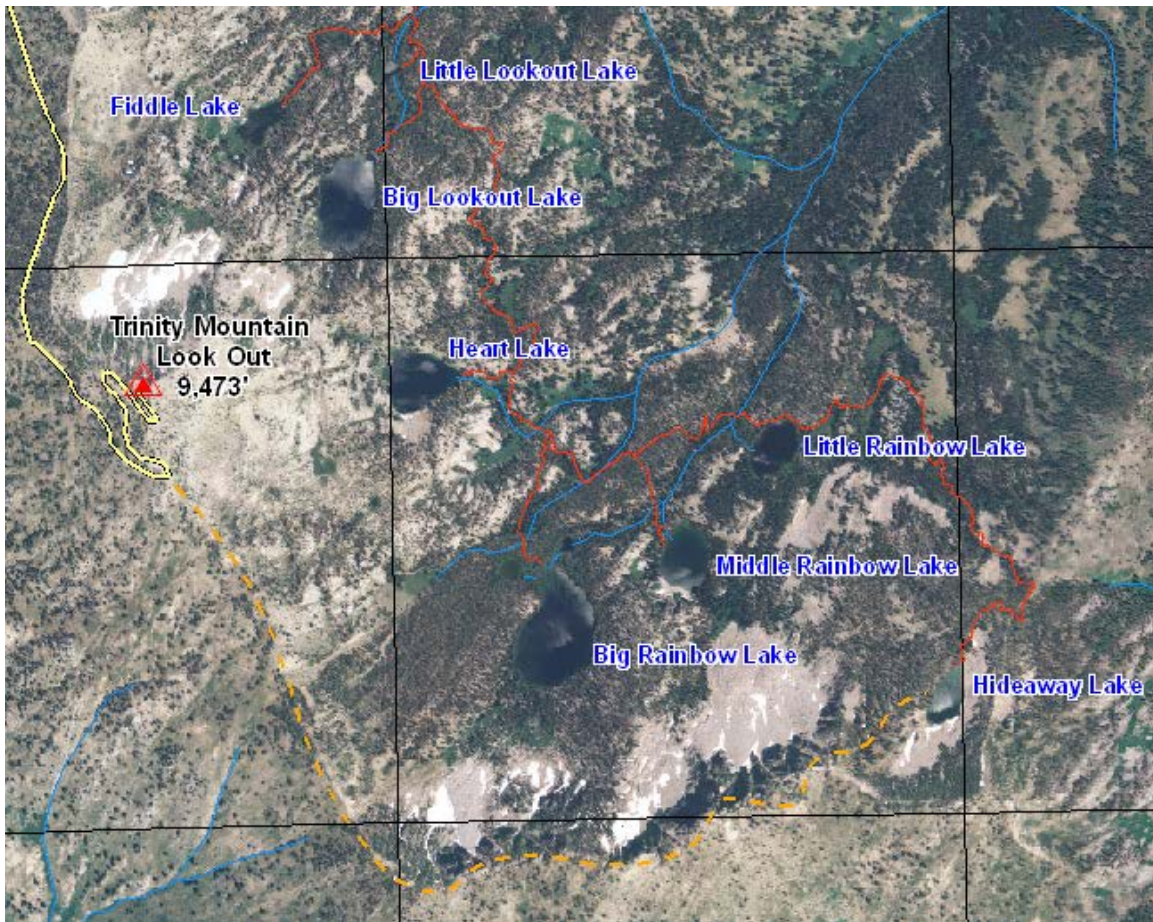 Little Lookout Lake
Fiddle Lake
Big Lookout Lake
Trinity Mountain
Look Out
9,473'
Heart Lake
Little Rainbow Lake
Middle Rainbow Lake
Big Rainbow Lake
Hideaway Lake